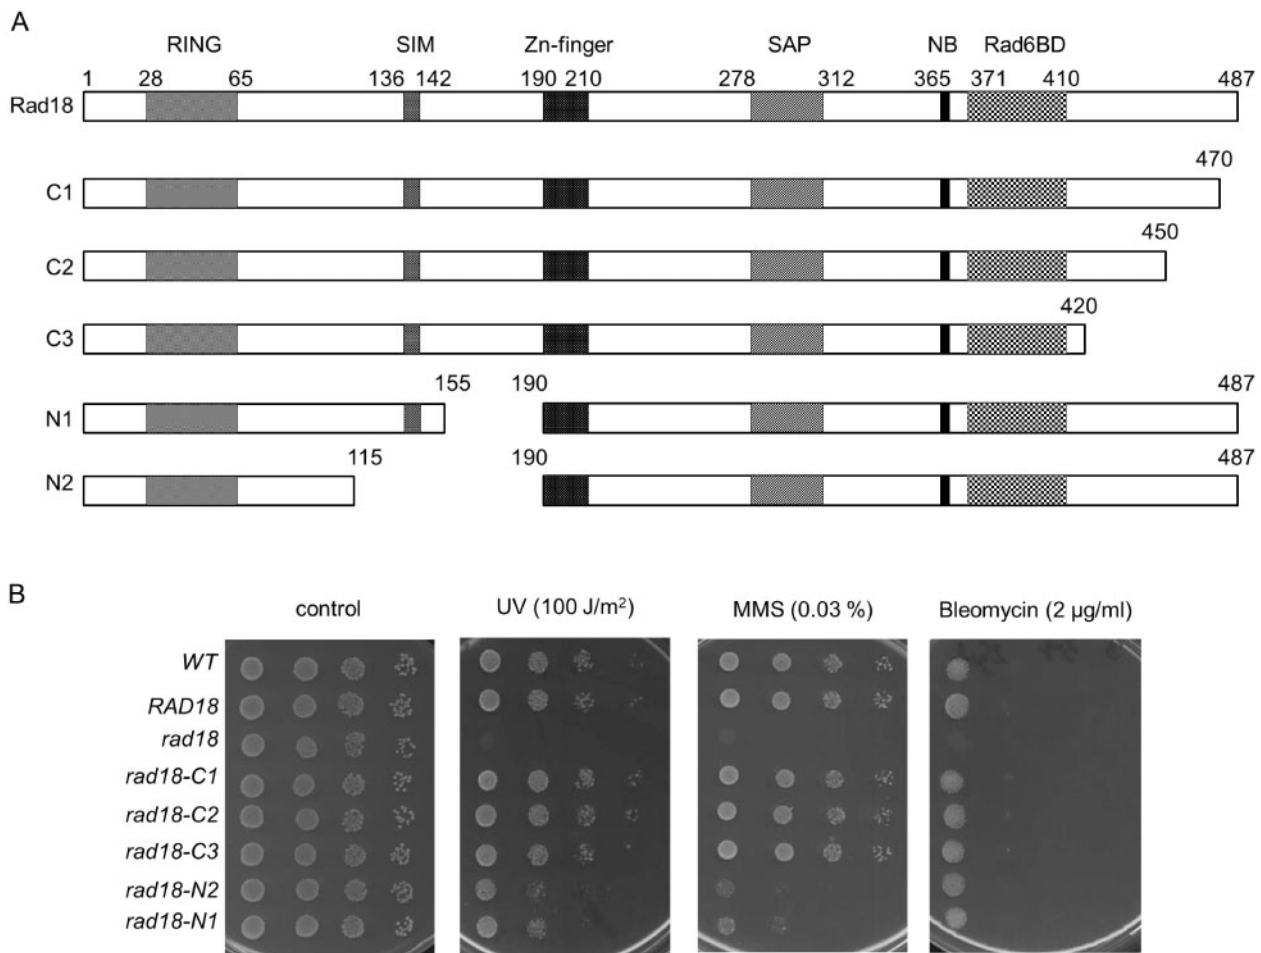 A
RING SIM Zn-finger SAP NB Rad6BD
1 28 65 136 142 190 210 278 312 365 371 410 487
Rad18
470
C1
450
C2
420
C3
155 190 487
N1
115 190 487
N2
B
control UV (100 J/m²) MMS (0.03 %) Bleomycin (2 µg/ml)
WT
RAD18
rad18
rad18-C1
rad18-C2
rad18-C3
rad18-N2
rad18-N1